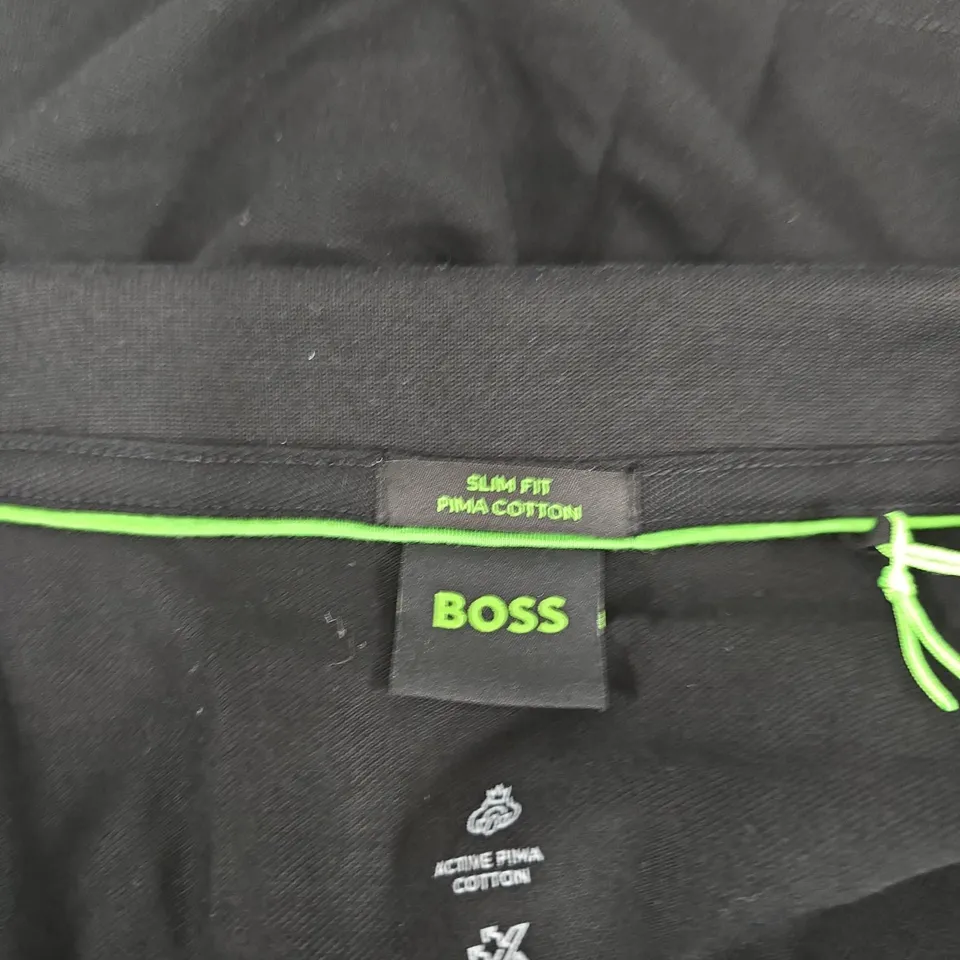 SLIM FIT
PIMA COTTON
BOSS
ACTIVE PIMA
COTTON